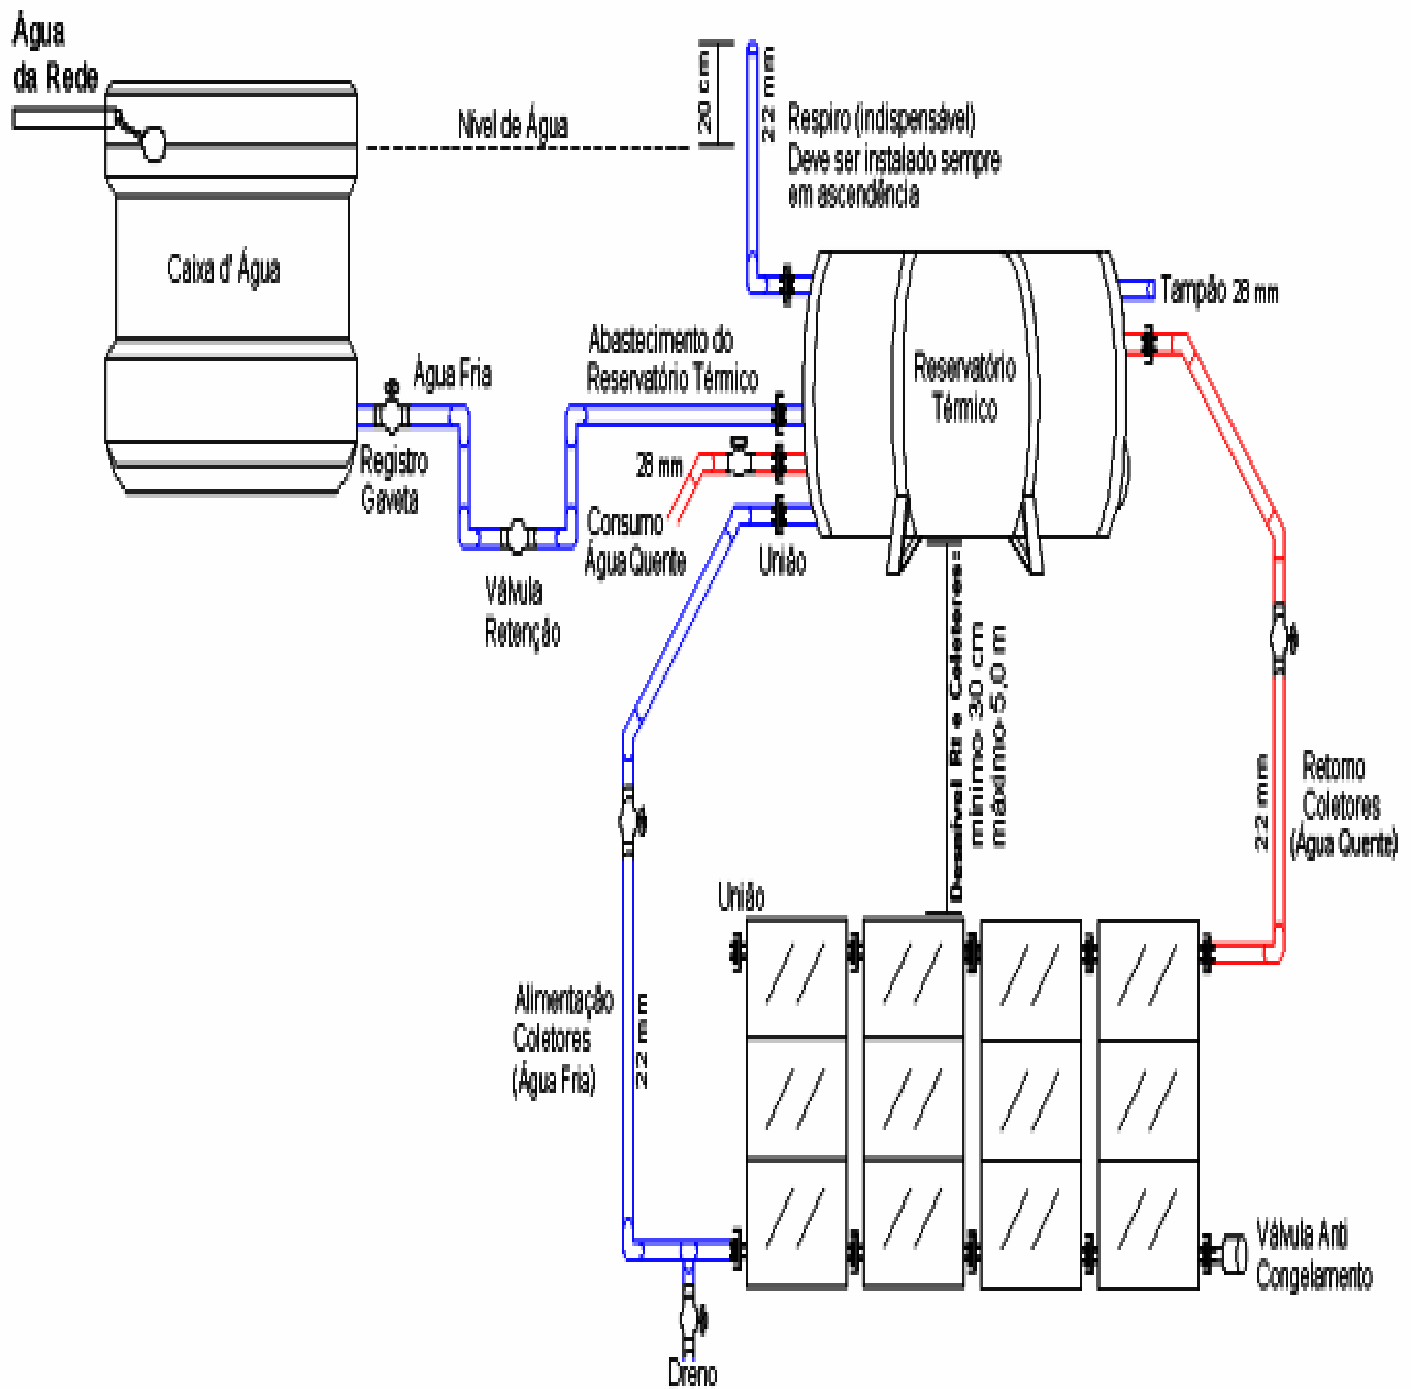 Água
da Rede
Nível de Água
20 cm
22 mm
Respiro (indispensável)
Deve ser instalado sempre
em ascendência
Caixa d' Água
Tampão 28 mm
Água Fria
Abastecimento do
Reservatório Térmico
Reservatório
Térmico
Registro
Gaveta
28 mm
Consumo
Água Quente
União
Válvula
Retenção
Desnível RT e Coletores:
mínimo- 30 cm
máximo- 5,0 m
22 mm
Retorno
Coletores
(Água Quente)
União
Alimentação
Coletores
(Água Fria)
22 mm
Válvula Anti
Congelamento
Dreno